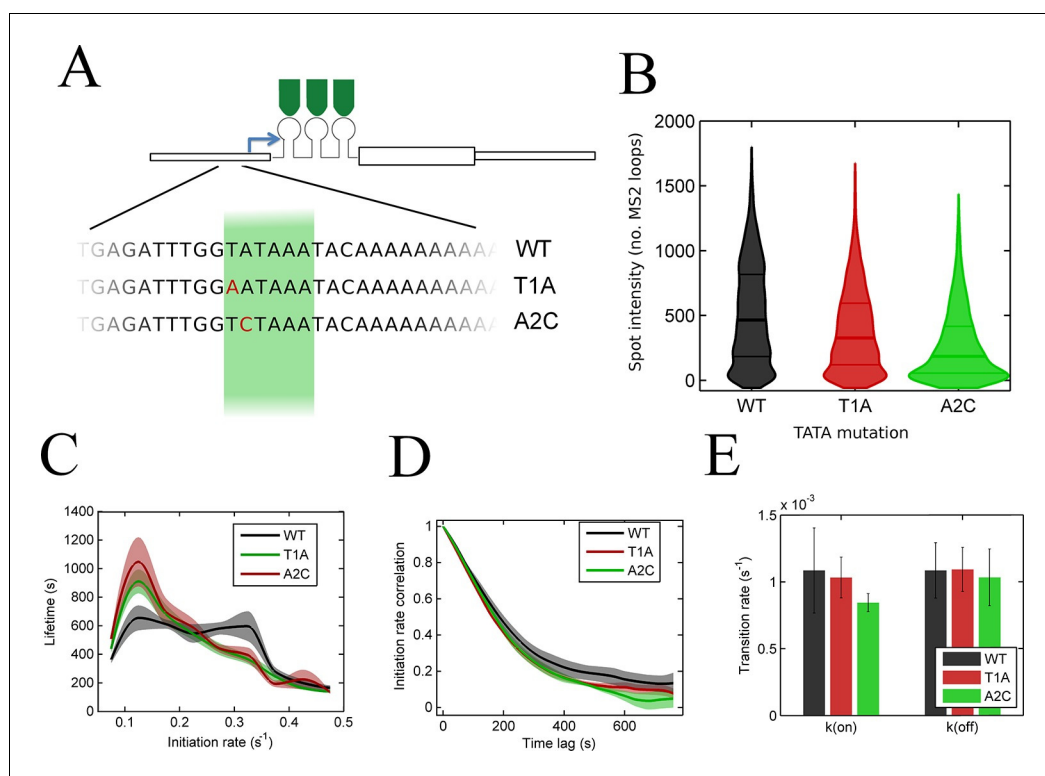 A
TGAGATTTGGTATAAATACAAAAAAAAAA WT
TGAGATTTGGAATAAATACAAAAAAAAAA T1A
TGAGATTTGGTCTAAATACAAAAAAAAAA A2C
B
Spot intensity (no. MS2 loops)
2000
1500
1000
500
0
WT T1A A2C
TATA mutation
C
Lifetime (s)
1400
1200
1000
800
600
400
200
0
WT
T1A
A2C
0.1 0.2 0.3 0.4 0.5
Initiation rate (s⁻¹)
D
Initiation rate correlation
1
0.8
0.6
0.4
0.2
0
WT
T1A
A2C
0 200 400 600
Time lag (s)
E
Transition rate (s⁻¹)
x 10⁻³
1.5
1
0.5
0
WT
T1A
A2C
k(on) k(off)